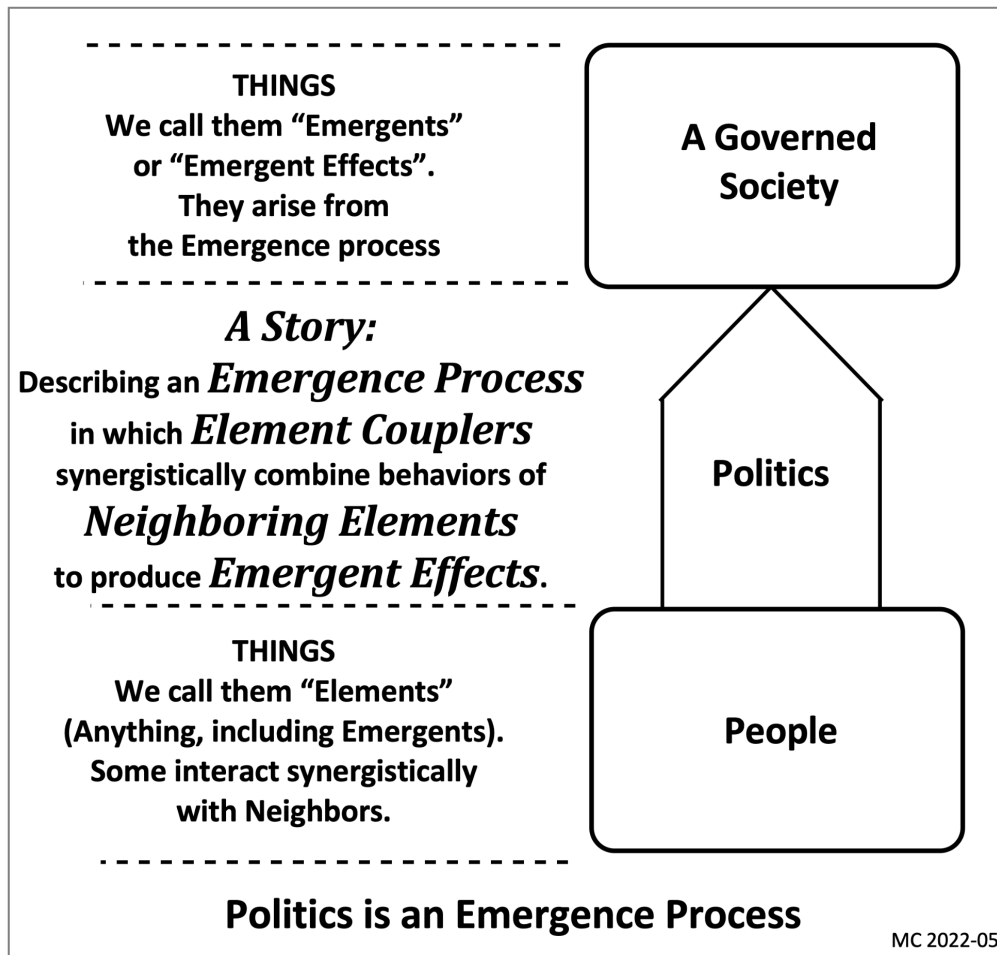 THINGS
We call them “Emergents”
or “Emergent Effects”.
They arise from
the Emergence process
A Governed
Society
A Story:
Describing an Emergence Process
in which Element Couplers
synergistically combine behaviors of
Neighboring Elements
to produce Emergent Effects.
Politics
THINGS
We call them “Elements”
(Anything, including Emergents).
Some interact synergistically
with Neighbors.
People
Politics is an Emergence Process
MC 2022-05